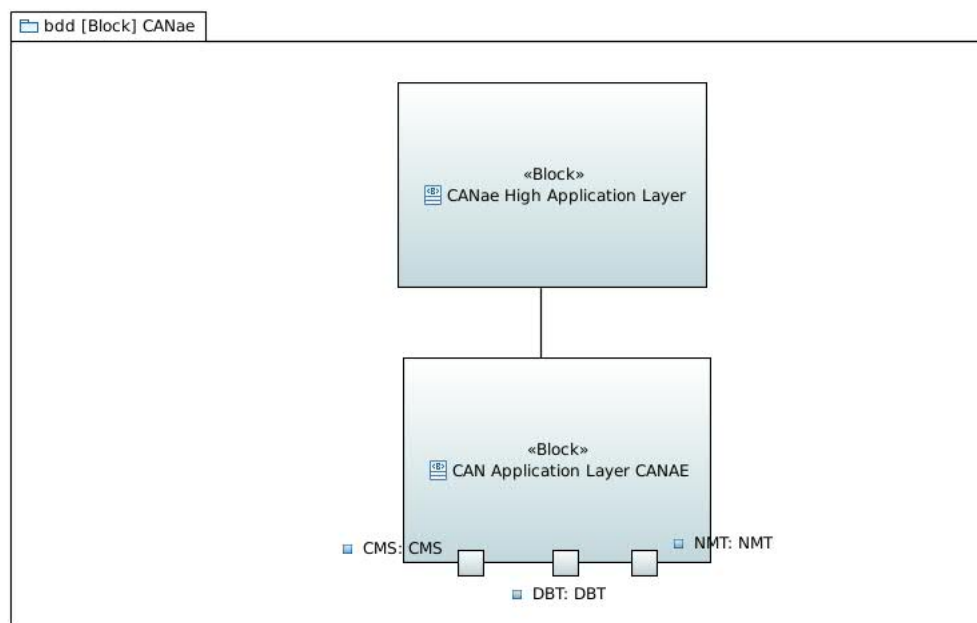 bdd [Block] CANae
«Block»
CANae High Application Layer
«Block»
CAN Application Layer CANAE
CMS: CMS
NMT: NMT
DBT: DBT